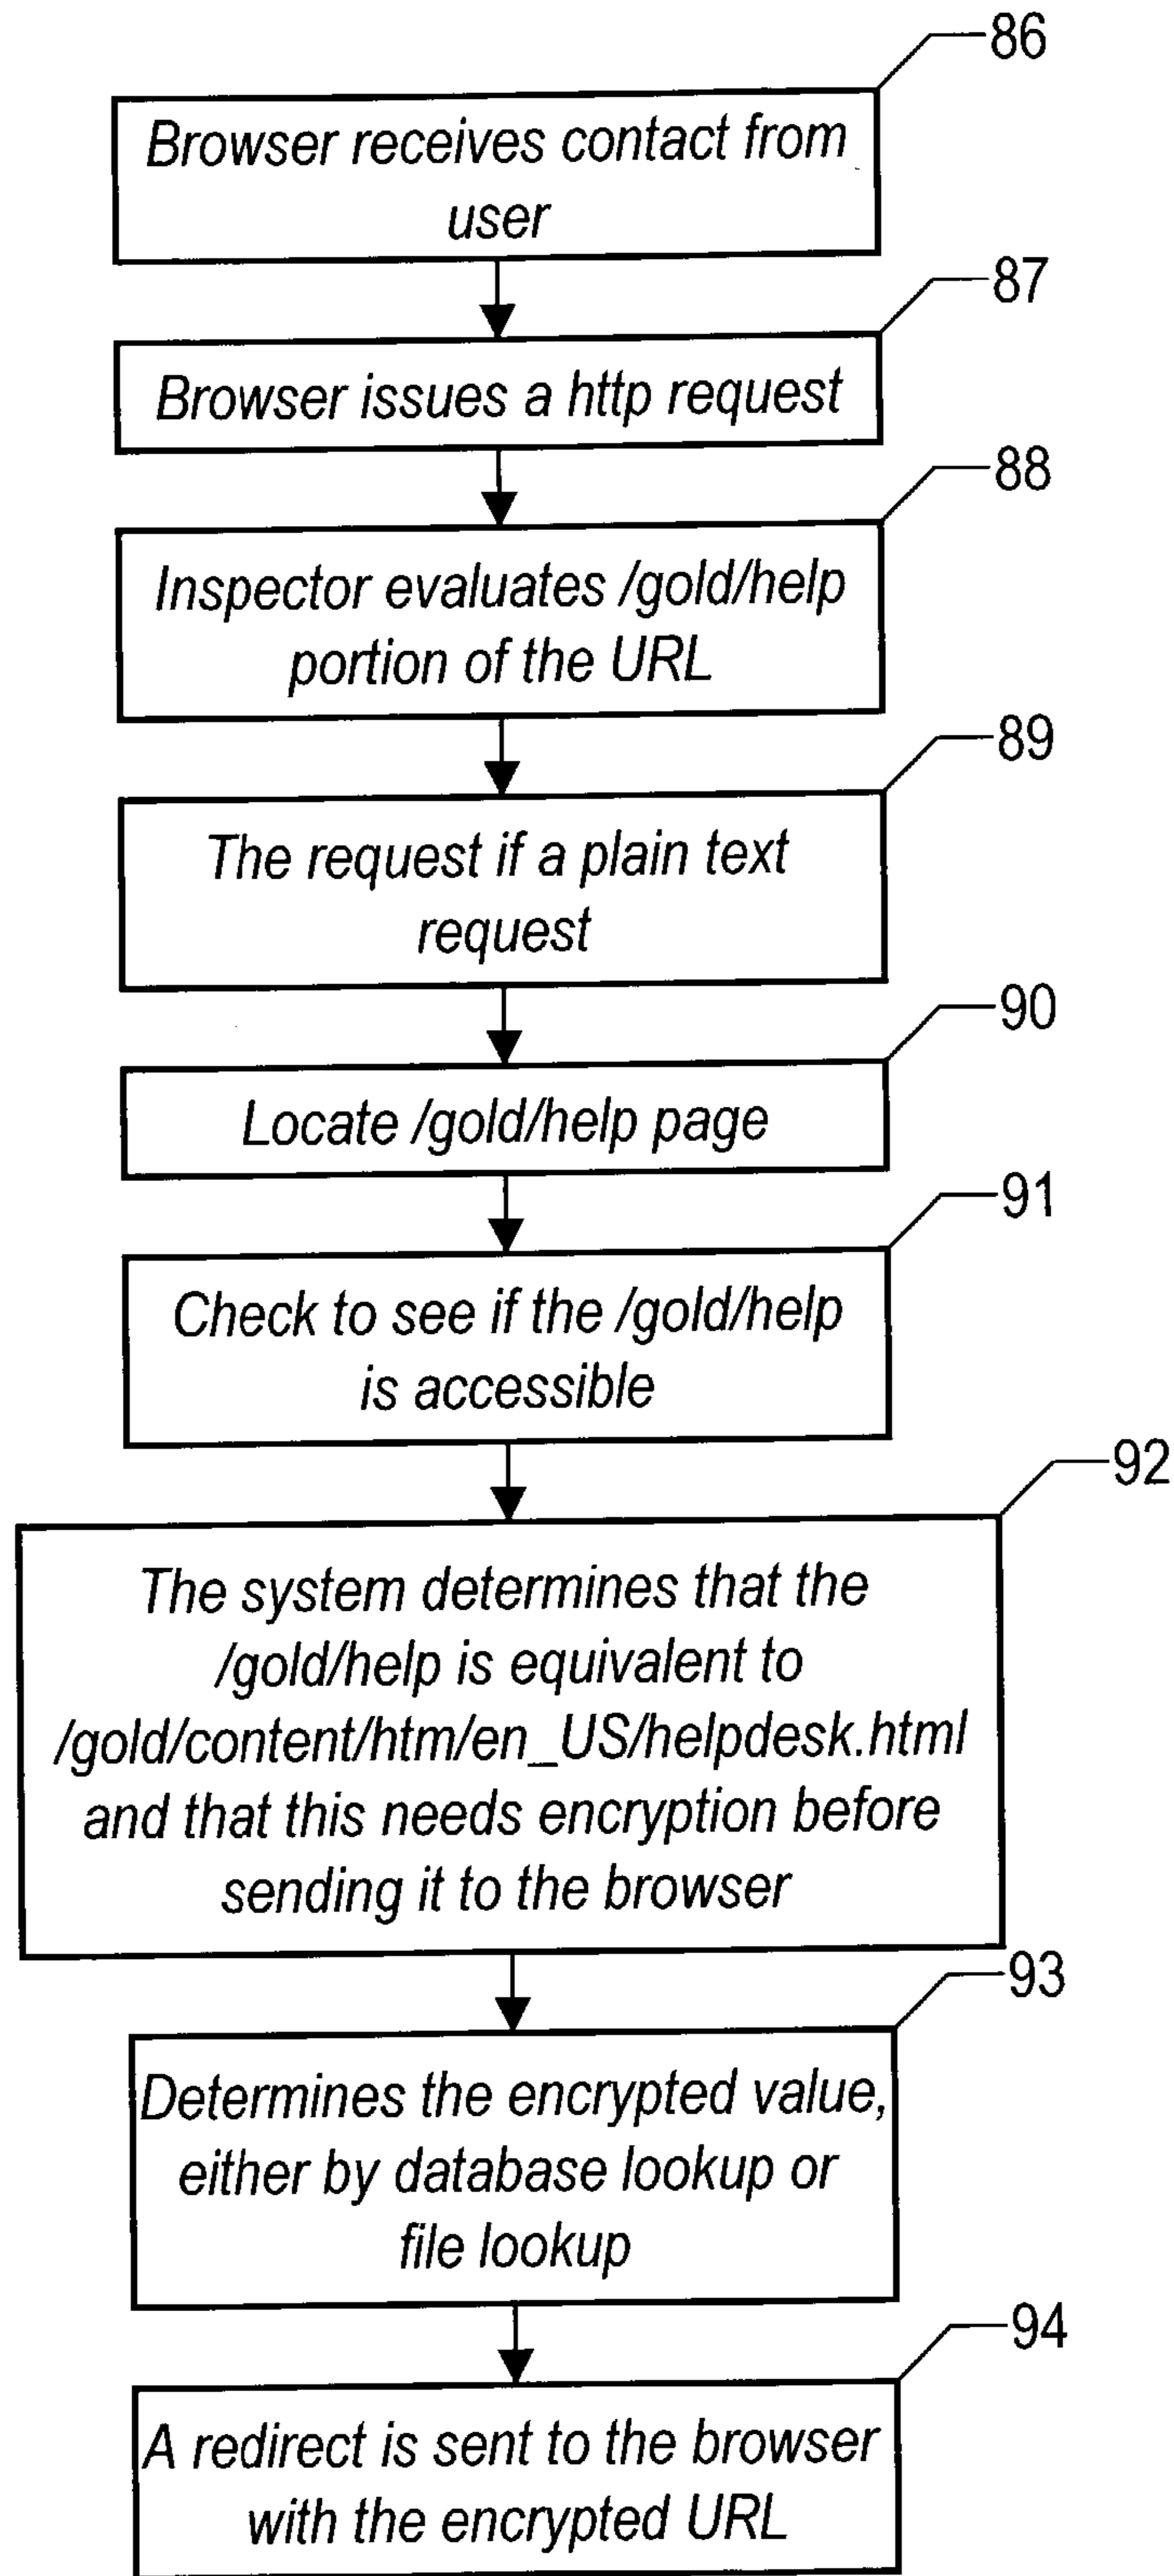 86
Browser receives contact from
user
87
Browser issues a http request
88
Inspector evaluates /gold/help
portion of the URL
89
The request if a plain text
request
90
Locate /gold/help page
91
Check to see if the /gold/help
is accessible
92
The system determines that the
/gold/help is equivalent to
/gold/content/htm/en_US/helpdesk.html
and that this needs encryption before
sending it to the browser
93
Determines the encrypted value,
either by database lookup or
file lookup
94
A redirect is sent to the browser
with the encrypted URL